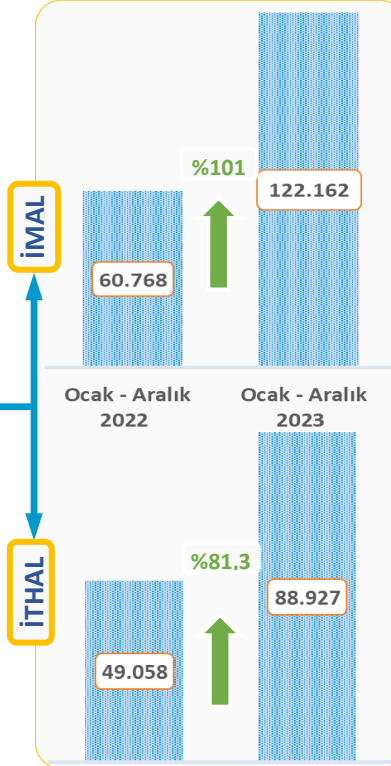 İMAL
%101
60.768
122.162
Ocak - Aralık
2022
Ocak - Aralık
2023
İTHAL
%81,3
49.058
88.927